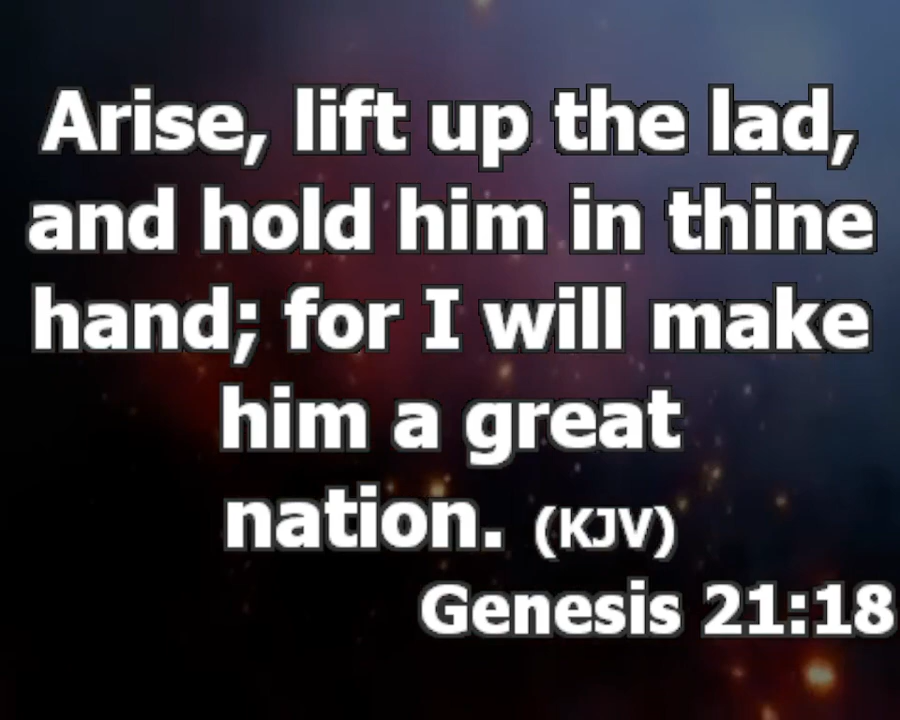 Arise, lift up the lad,
and hold him in thine
hand; for I will make
him a great
nation. (KJV)
Genesis 21:18